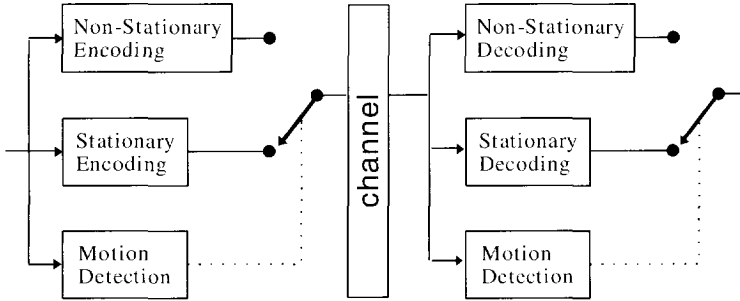 Non-Stationary
Encoding
Stationary
Encoding
Motion
Detection
channel
Non-Stationary
Decoding
Stationary
Decoding
Motion
Detection